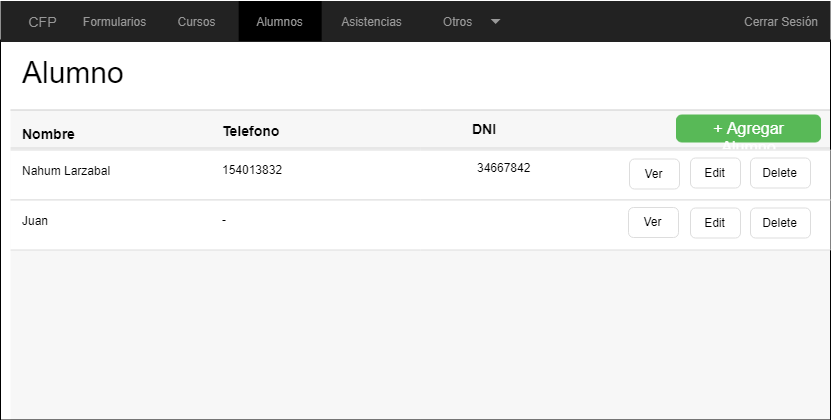 CFP Formularios Cursos Alumnos Asistencias Otros Cerrar Sesión
Alumno
Nombre Telefono DNI + Agregar
Alumno
Nahum Larzabal 154013832 34667842 Ver Edit Delete
Juan - Ver Edit Delete